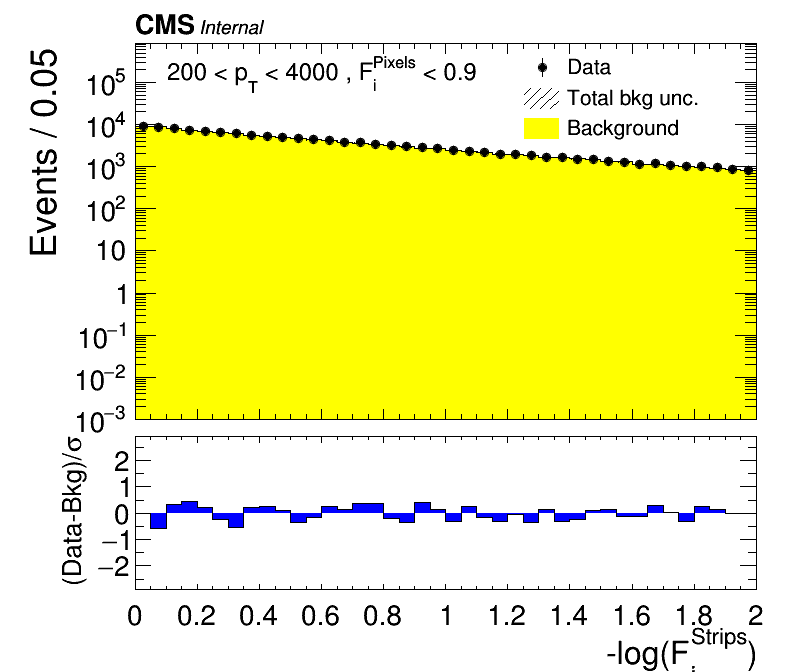 CMS Internal
200 < p_T < 4000 , F_i^Pixels < 0.9
Data
Total bkg unc.
Background
Events / 0.05
10^5
10^4
10^3
10^2
10
1
10^−1
10^−2
10^−3
(Data-Bkg)/σ
2
1
0
−1
−2
0 0.2 0.4 0.6 0.8 1 1.2 1.4 1.6 1.8 2
-log(F_i^Strips)